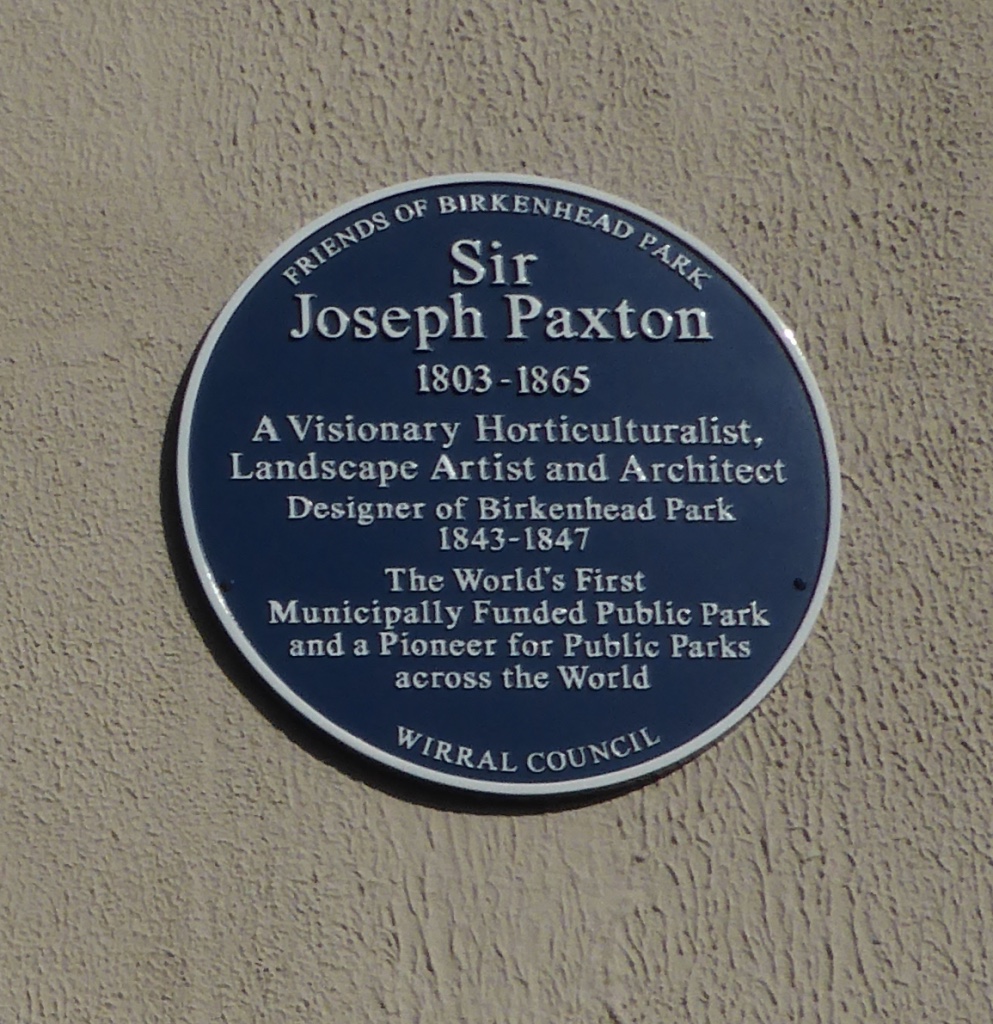 FRIENDS OF BIRKENHEAD PARK
Sir
Joseph Paxton
1803-1865
A Visionary Horticulturalist,
Landscape Artist and Architect
Designer of Birkenhead Park
1843-1847
The World's First
Municipally Funded Public Park
and a Pioneer for Public Parks
across the World
WIRRAL COUNCIL